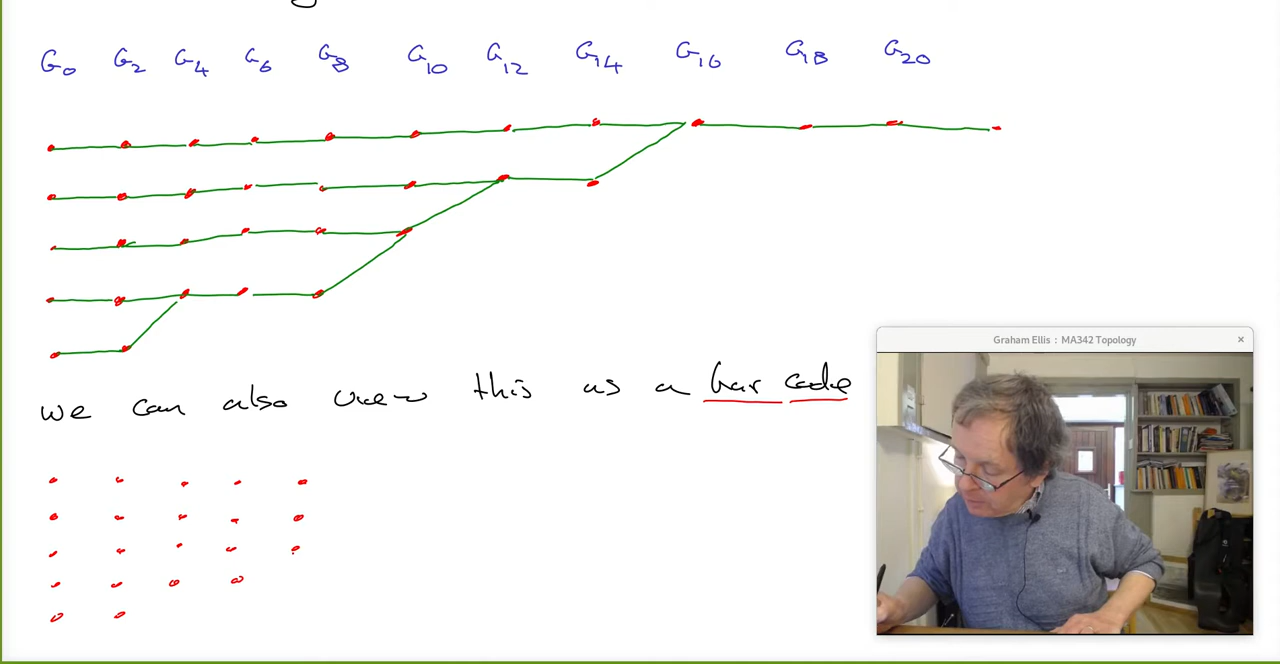 G₀ G₂ G₄ G₆ G₈ G₁₀ G₁₂ G₁₄ G₁₆ G₁₈ G₂₀
Graham Ellis : MA342 Topology
we can also view this as a bar code